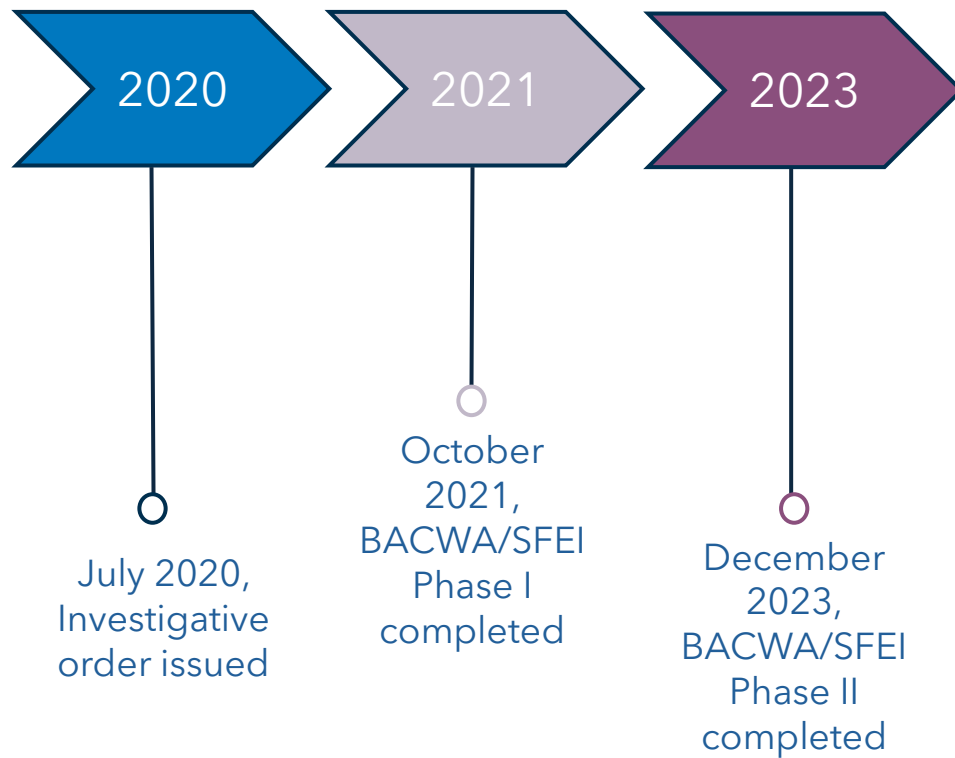 2020
2021
2023
July 2020,
Investigative
order issued
October
2021,
BACWA/SFEI
Phase I
completed
December
2023,
BACWA/SFEI
Phase II
completed